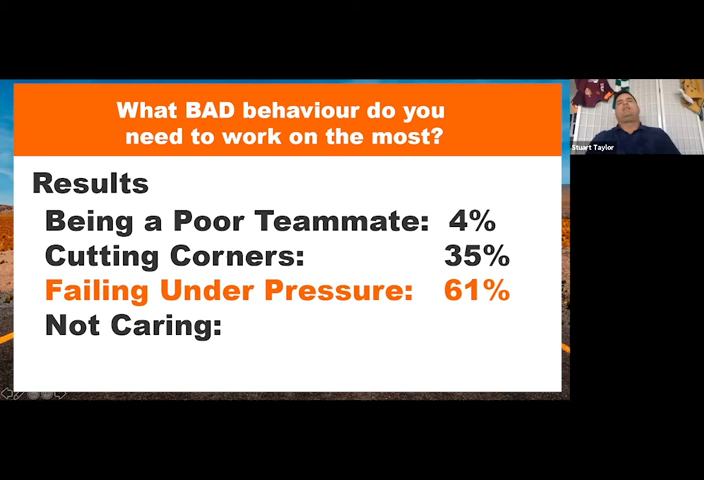 What BAD behaviour do you
need to work on the most?
Results
Being a Poor Teammate: 4%
Cutting Corners: 35%
Failing Under Pressure: 61%
Not Caring:
Stuart Taylor